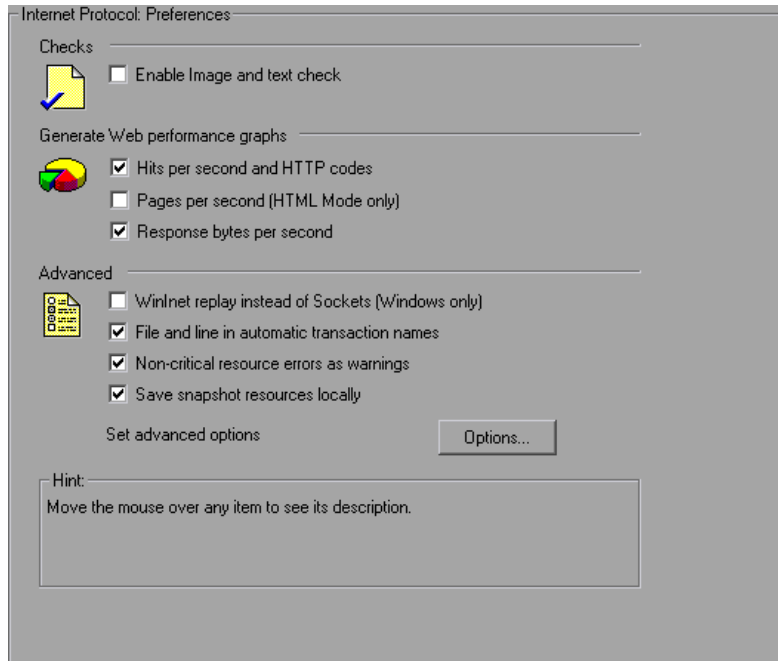 Internet Protocol: Preferences
Checks
Enable Image and text check
Generate Web performance graphs
Hits per second and HTTP codes
Pages per second (HTML Mode only)
Response bytes per second
Advanced
WinInet replay instead of Sockets (Windows only)
File and line in automatic transaction names
Non-critical resource errors as warnings
Save snapshot resources locally
Set advanced options
Options...
Hint:
Move the mouse over any item to see its description.